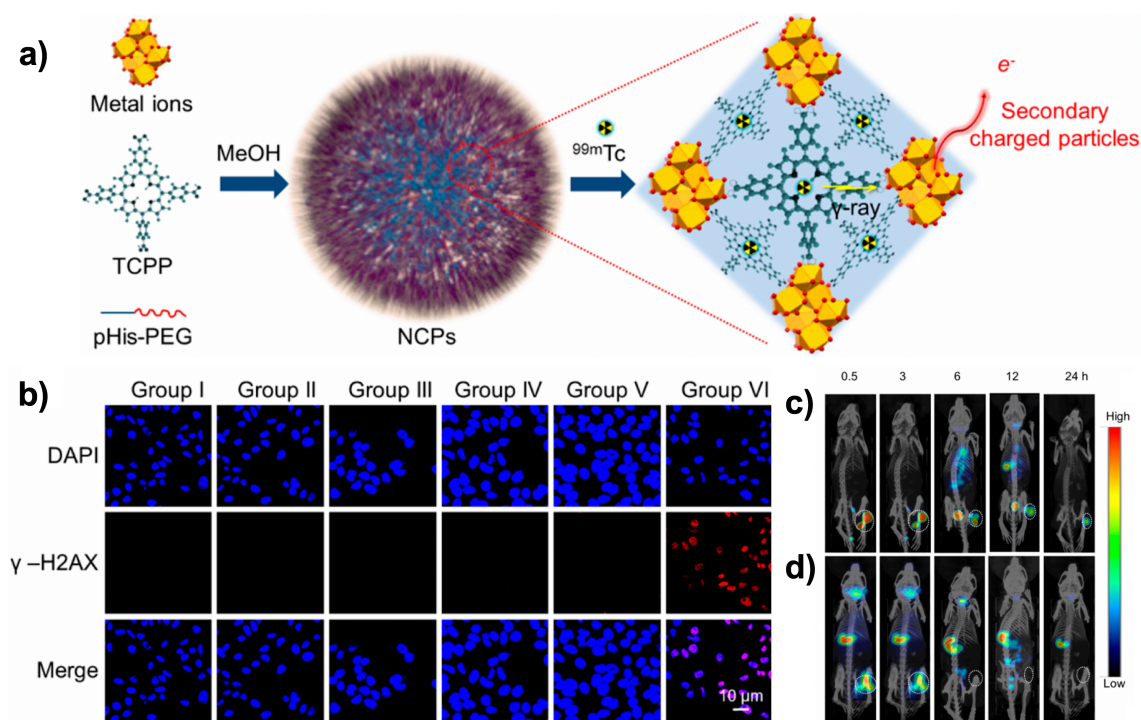 a)
Metal ions
TCPP
pHis-PEG
MeOH
NCPs
99mTc
γ-ray
e-
Secondary
charged particles
b)
Group I Group II Group III Group IV Group V Group VI
DAPI
γ –H2AX
Merge
10 μm
0.5 3 6 12 24 h
c)
d)
High
Low